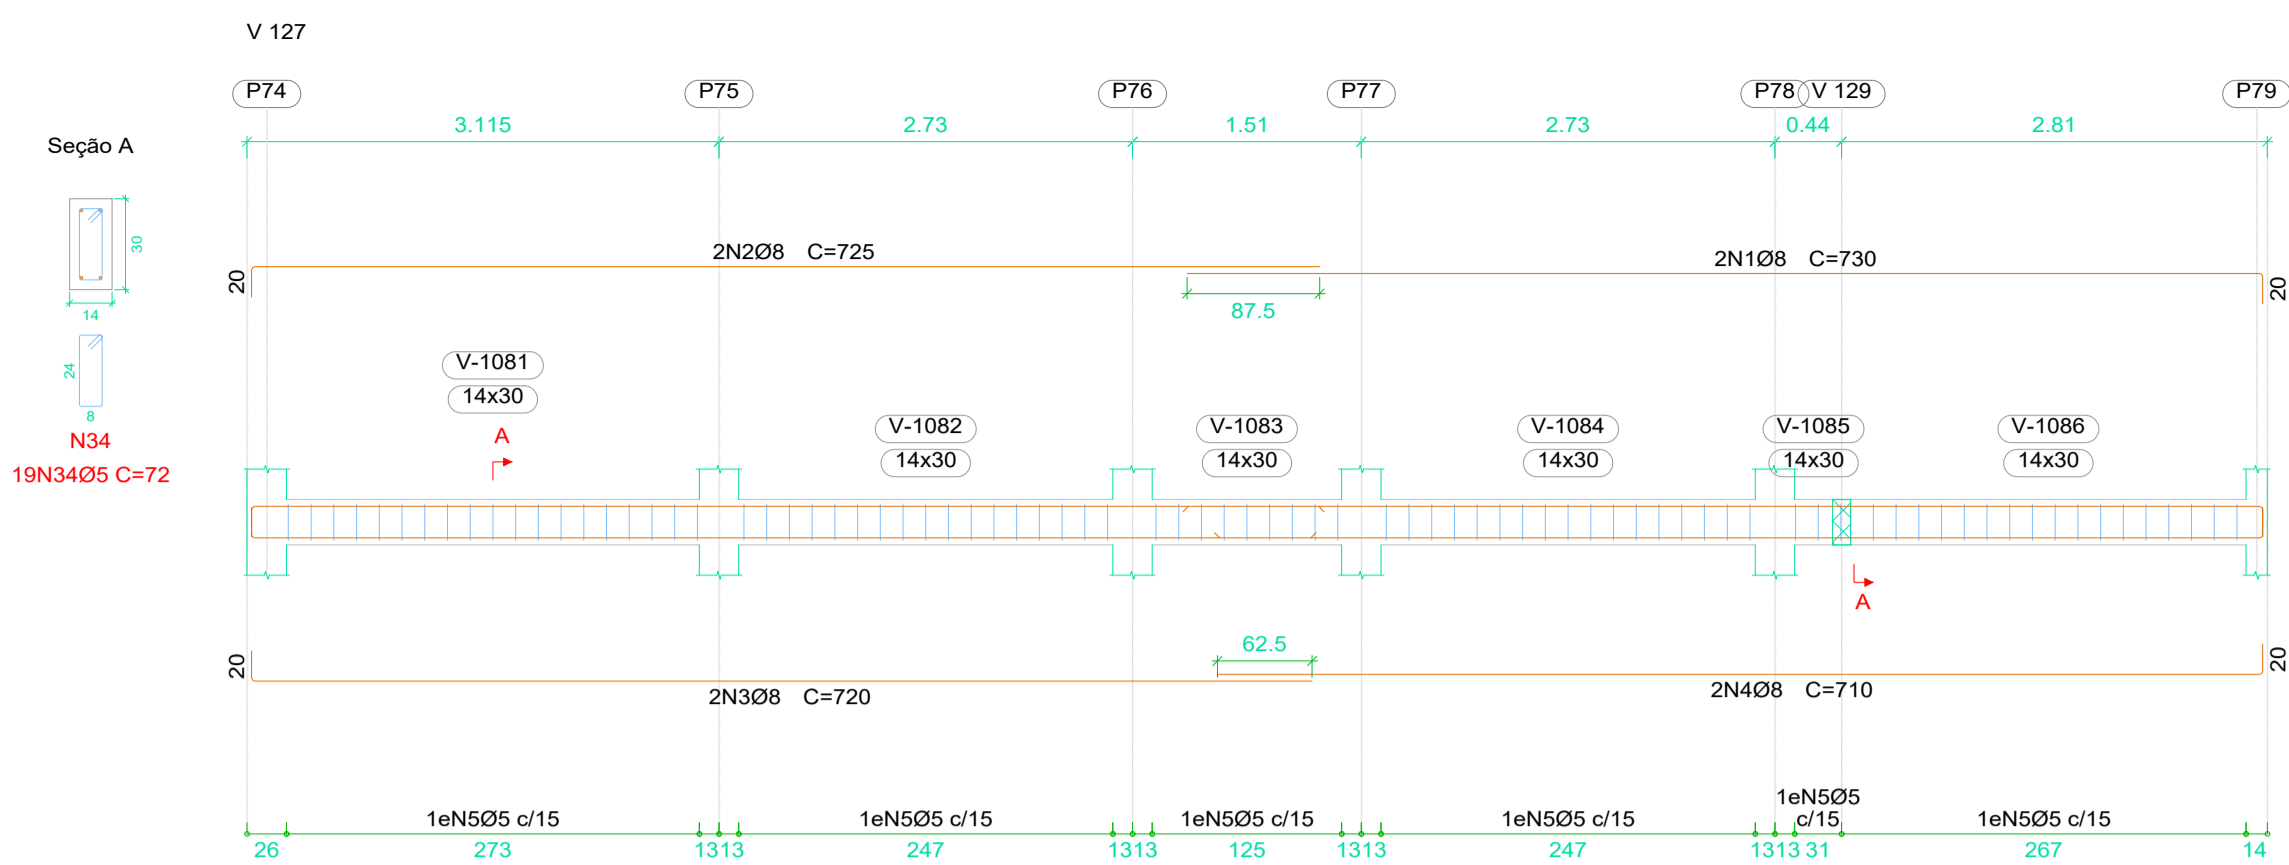 V 127
P74
P75
P76
P77
P78
V 129
P79
3.115
2.73
1.51
2.73
0.44
2.81
Seção A
30
14
24
8
N34
19N34Ø5 C=72
20
2N2Ø8 C=725
2N1Ø8 C=730
20
87.5
V-1081
14x30
A
V-1082
14x30
V-1083
14x30
V-1084
14x30
V-1085
14x30
V-1086
14x30
A
62.5
20
2N3Ø8 C=720
2N4Ø8 C=710
20
1eN5Ø5 c/15
1eN5Ø5 c/15
1eN5Ø5 c/15
1eN5Ø5 c/15
1eN5Ø5
c/15
1eN5Ø5 c/15
26
273
1313
247
1313
125
1313
247
1313
31
267
14